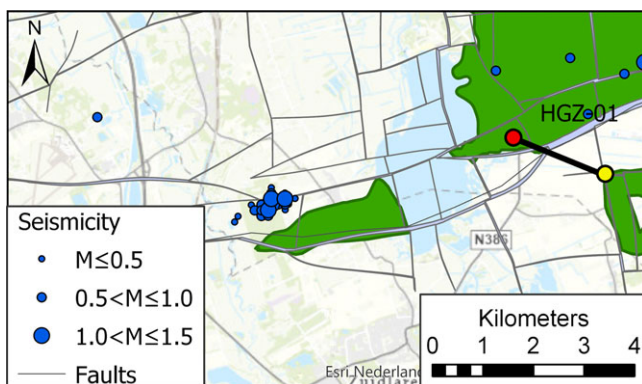 N
HGZ-01
Seismicity
M≤0.5
0.5<M≤1.0
1.0<M≤1.5
Faults
N386
Kilometers
0 1 2 3 4
Esri Nederland
Zuidlare